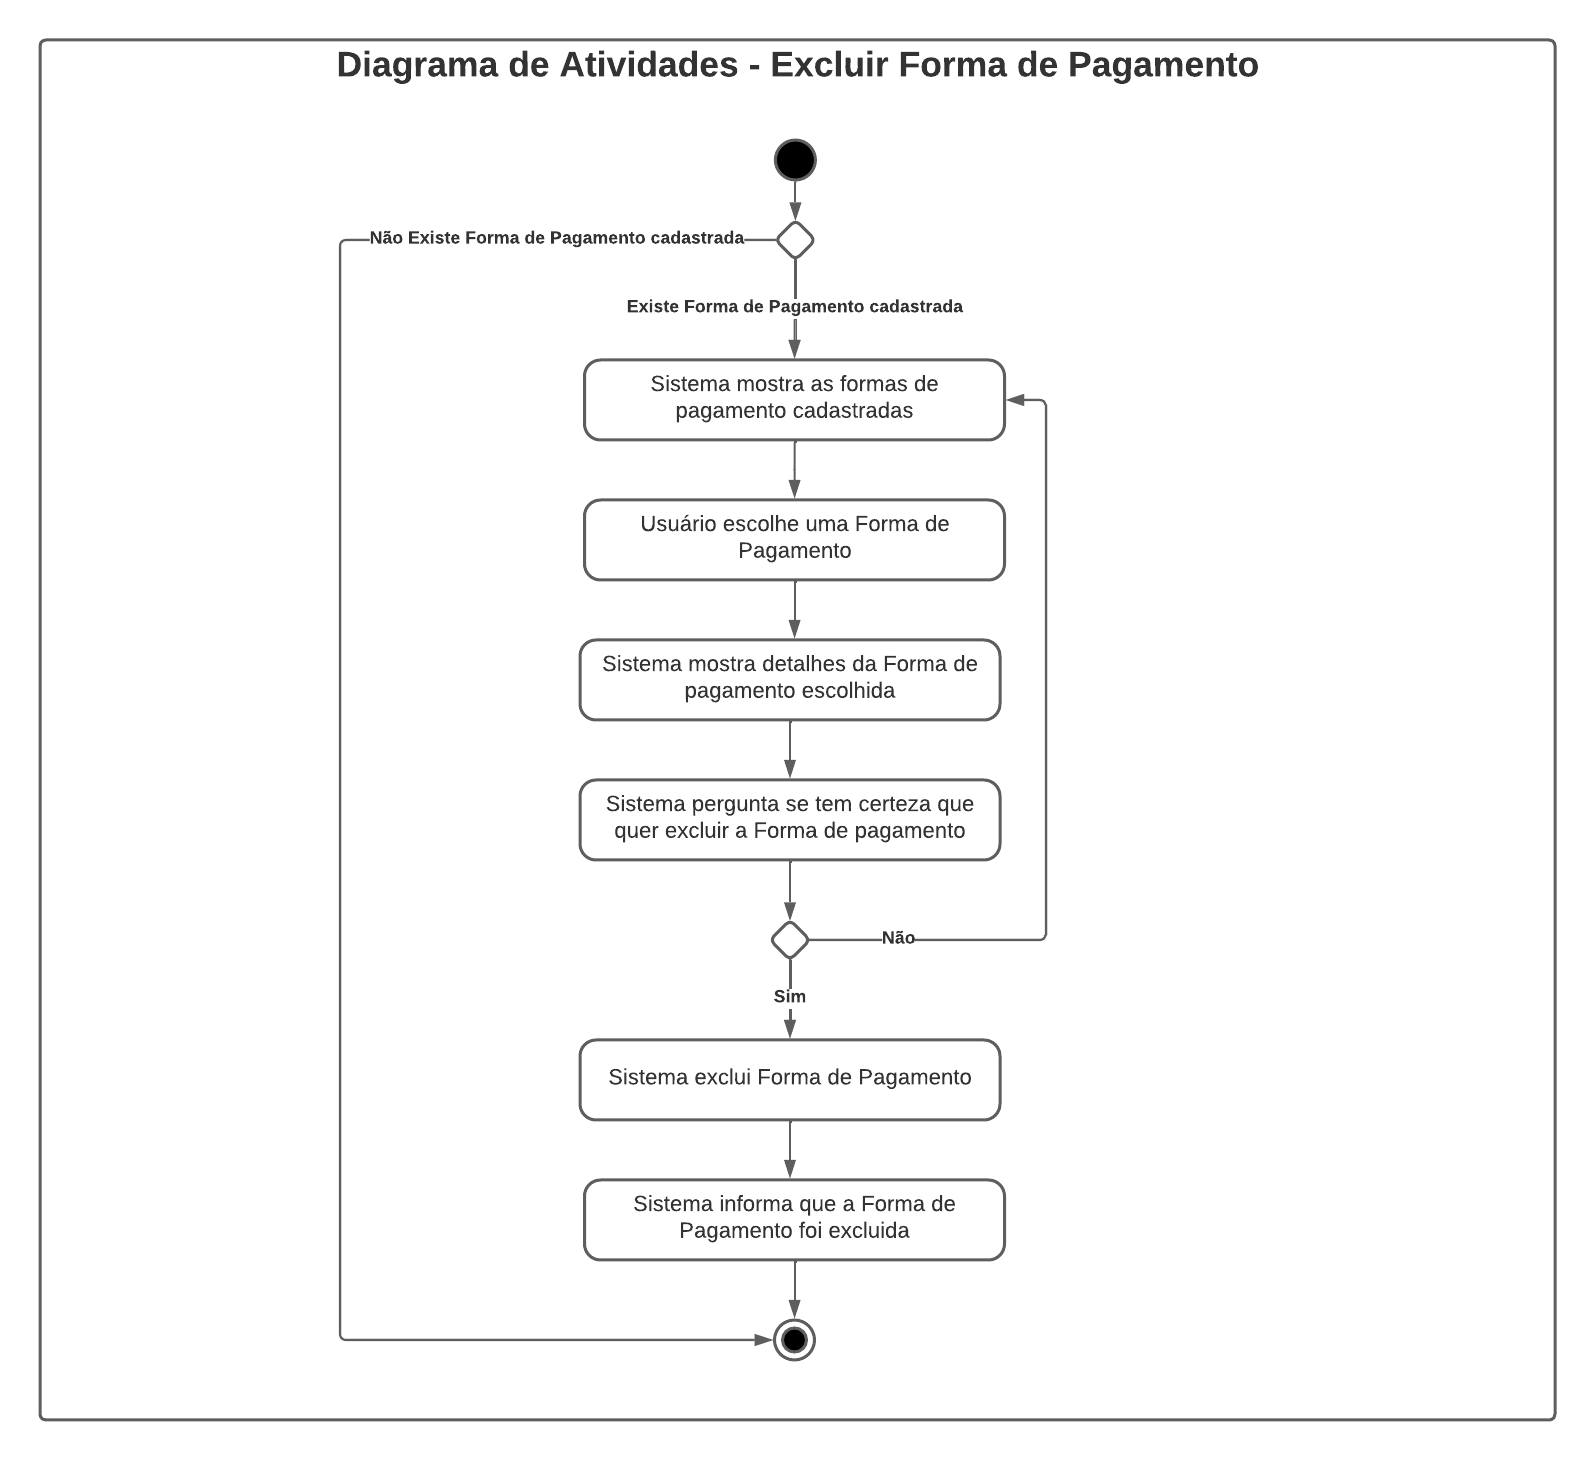 Diagrama de Atividades - Excluir Forma de Pagamento
Não Existe Forma de Pagamento cadastrada
Existe Forma de Pagamento cadastrada
Sistema mostra as formas de
pagamento cadastradas
Usuário escolhe uma Forma de
Pagamento
Sistema mostra detalhes da Forma de
pagamento escolhida
Sistema pergunta se tem certeza que
quer excluir a Forma de pagamento
Não
Sim
Sistema exclui Forma de Pagamento
Sistema informa que a Forma de
Pagamento foi excluida